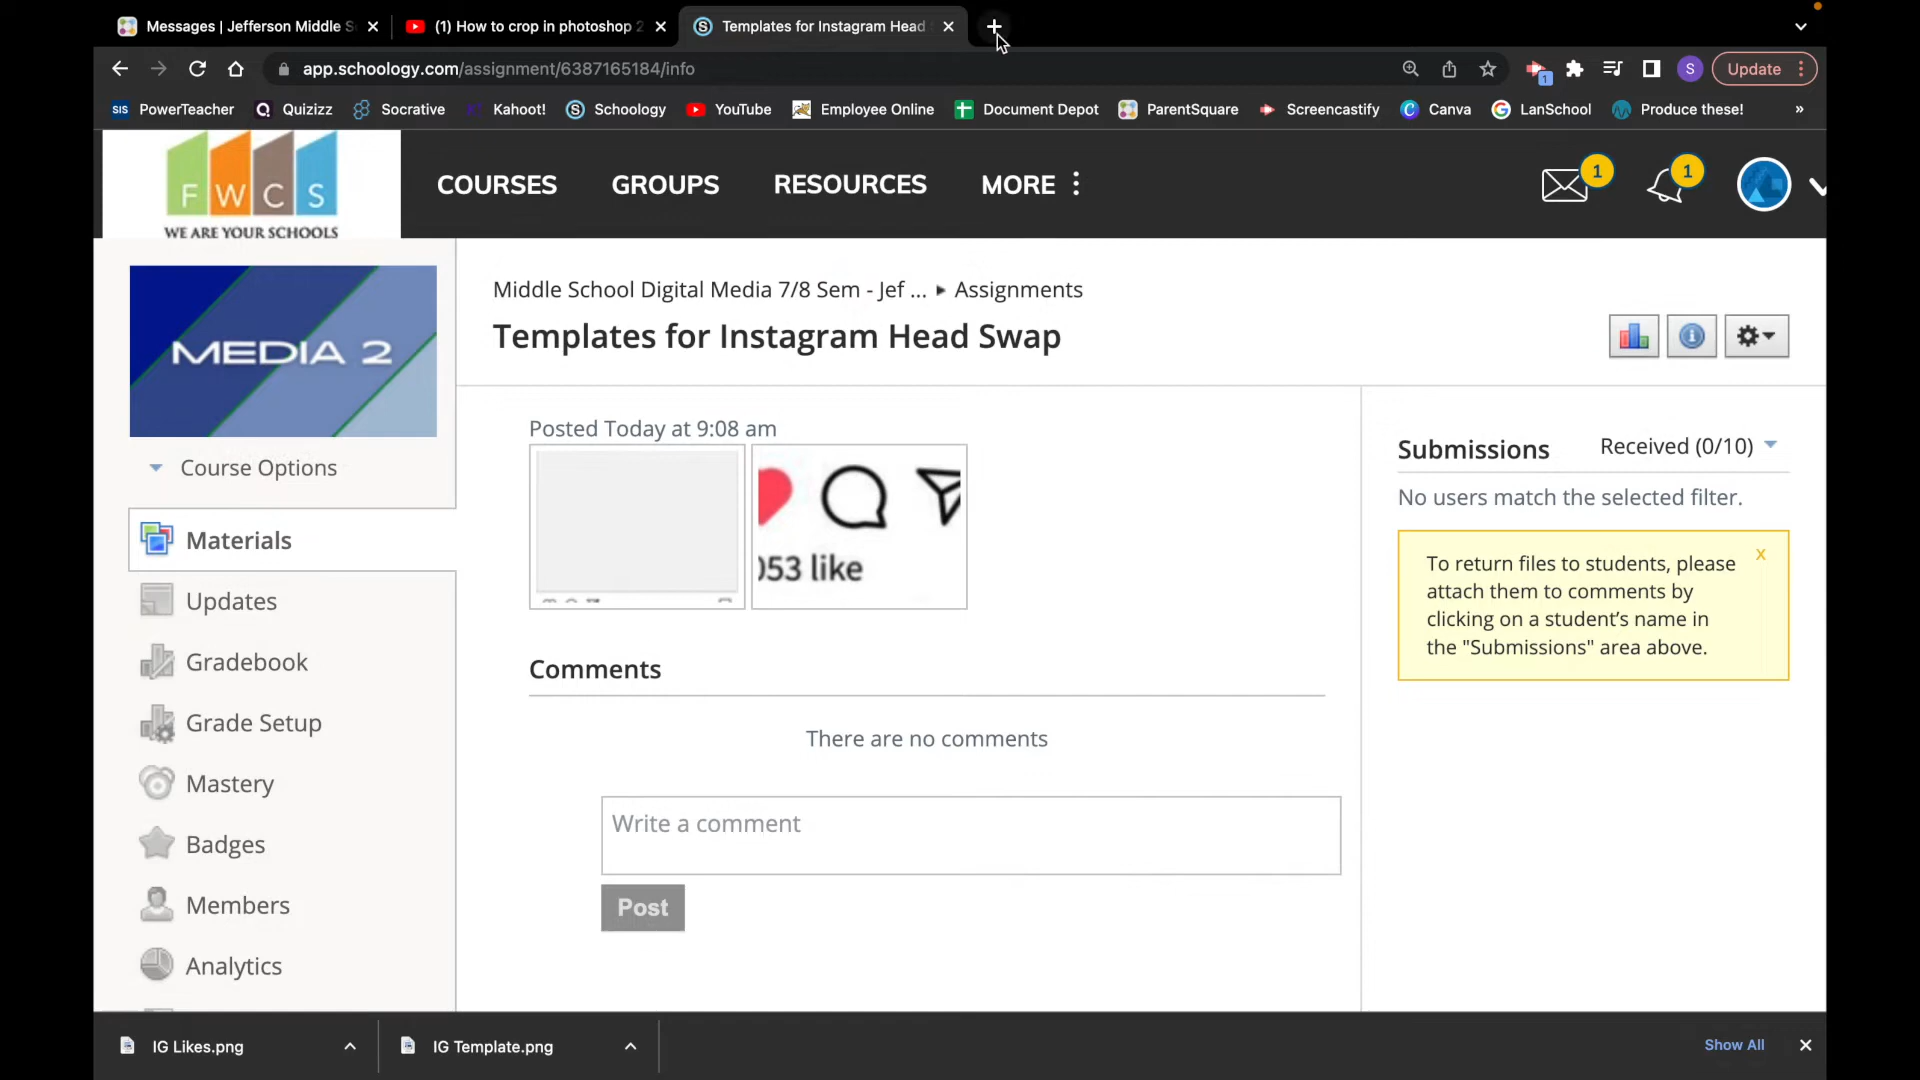 Messages | Jefferson Middle S
(1) How to crop in photoshop 2
Templates for Instagram Head
app.schoology.com/assignment/6387165184/info
1
S
Update
SIS PowerTeacher
Quizizz
Socrative
Kahoot!
Schoology
YouTube
Employee Online
Document Depot
ParentSquare
Screencastify
Canva
LanSchool
Produce these!
»
FWCS
WE ARE YOUR SCHOOLS
COURSES
GROUPS
RESOURCES
MORE
1
1
MEDIA 2
Middle School Digital Media 7/8 Sem - Jef ... ▸ Assignments
Templates for Instagram Head Swap
Course Options
Materials
Updates
Gradebook
Grade Setup
Mastery
Badges
Members
Analytics
Posted Today at 9:08 am
053 like
Comments
There are no comments
Write a comment
Post
Submissions
Received (0/10)
No users match the selected filter.
To return files to students, please
attach them to comments by
clicking on a student’s name in
the "Submissions" area above.
x
IG Likes.png
IG Template.png
Show All